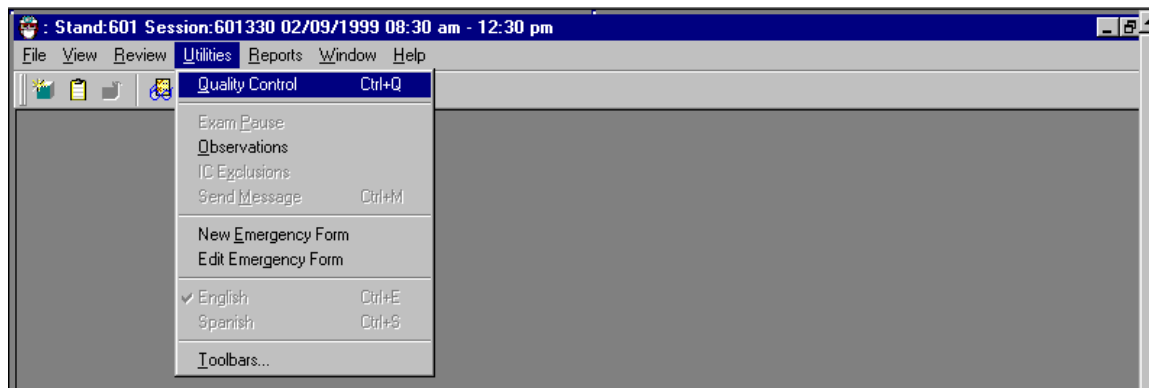 : Stand:601 Session:601330 02/09/1999 08:30 am - 12:30 pm
File View Review Utilities Reports Window Help
Quality Control Ctrl+Q
Exam Pause
Observations
IC Exclusions
Send Message Ctrl+M
New Emergency Form
Edit Emergency Form
English Ctrl+E
Spanish Ctrl+S
Toolbars...